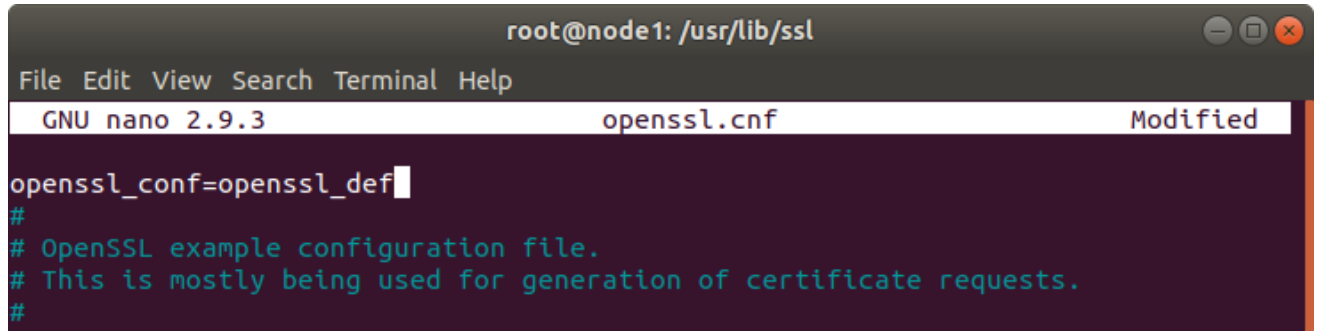 root@node1: /usr/lib/ssl
File Edit View Search Terminal Help
GNU nano 2.9.3 openssl.cnf Modified
openssl_conf=openssl_def
#
# OpenSSL example configuration file.
# This is mostly being used for generation of certificate requests.
#